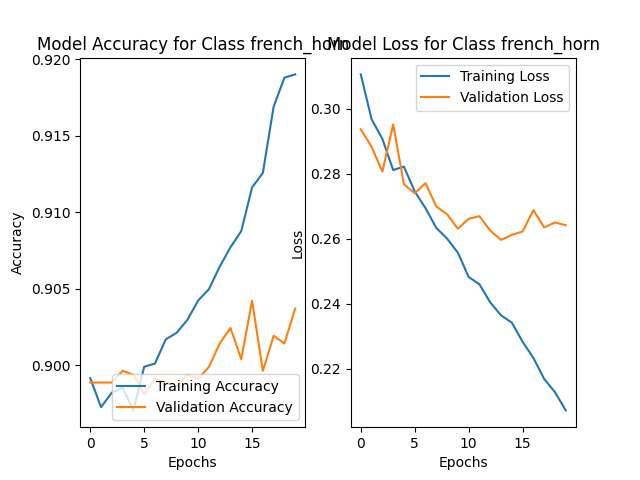 Model Accuracy for Class french_horn
0.920
0.915
0.910
0.905
0.900
Accuracy
Training Accuracy
Validation Accuracy
0 5 10 15
Epochs
Model Loss for Class french_horn
Training Loss
Validation Loss
0.30
0.28
0.26
0.24
0.22
Loss
0 5 10 15
Epochs